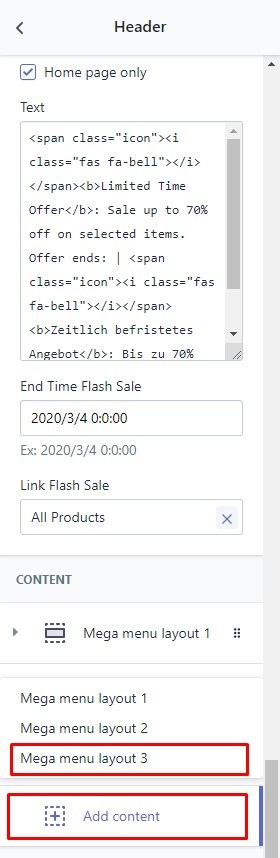 Header
Home page only
Text
<span class="icon"><i
class="fas fa-bell"></i>
</span><b>Limited Time
Offer</b>: Sale up to 70%
off on selected items.
Offer ends: | <span
class="icon"><i class="fas
fa-bell"></i></span>
<b>Zeitlich befristetes
Angebot</b>: Bis zu 70%
End Time Flash Sale
2020/3/4 0:0:00
Ex: 2020/3/4 0:0:00
Link Flash Sale
All Products
CONTENT
Mega menu layout 1
Mega menu layout 1
Mega menu layout 2
Mega menu layout 3
Add content